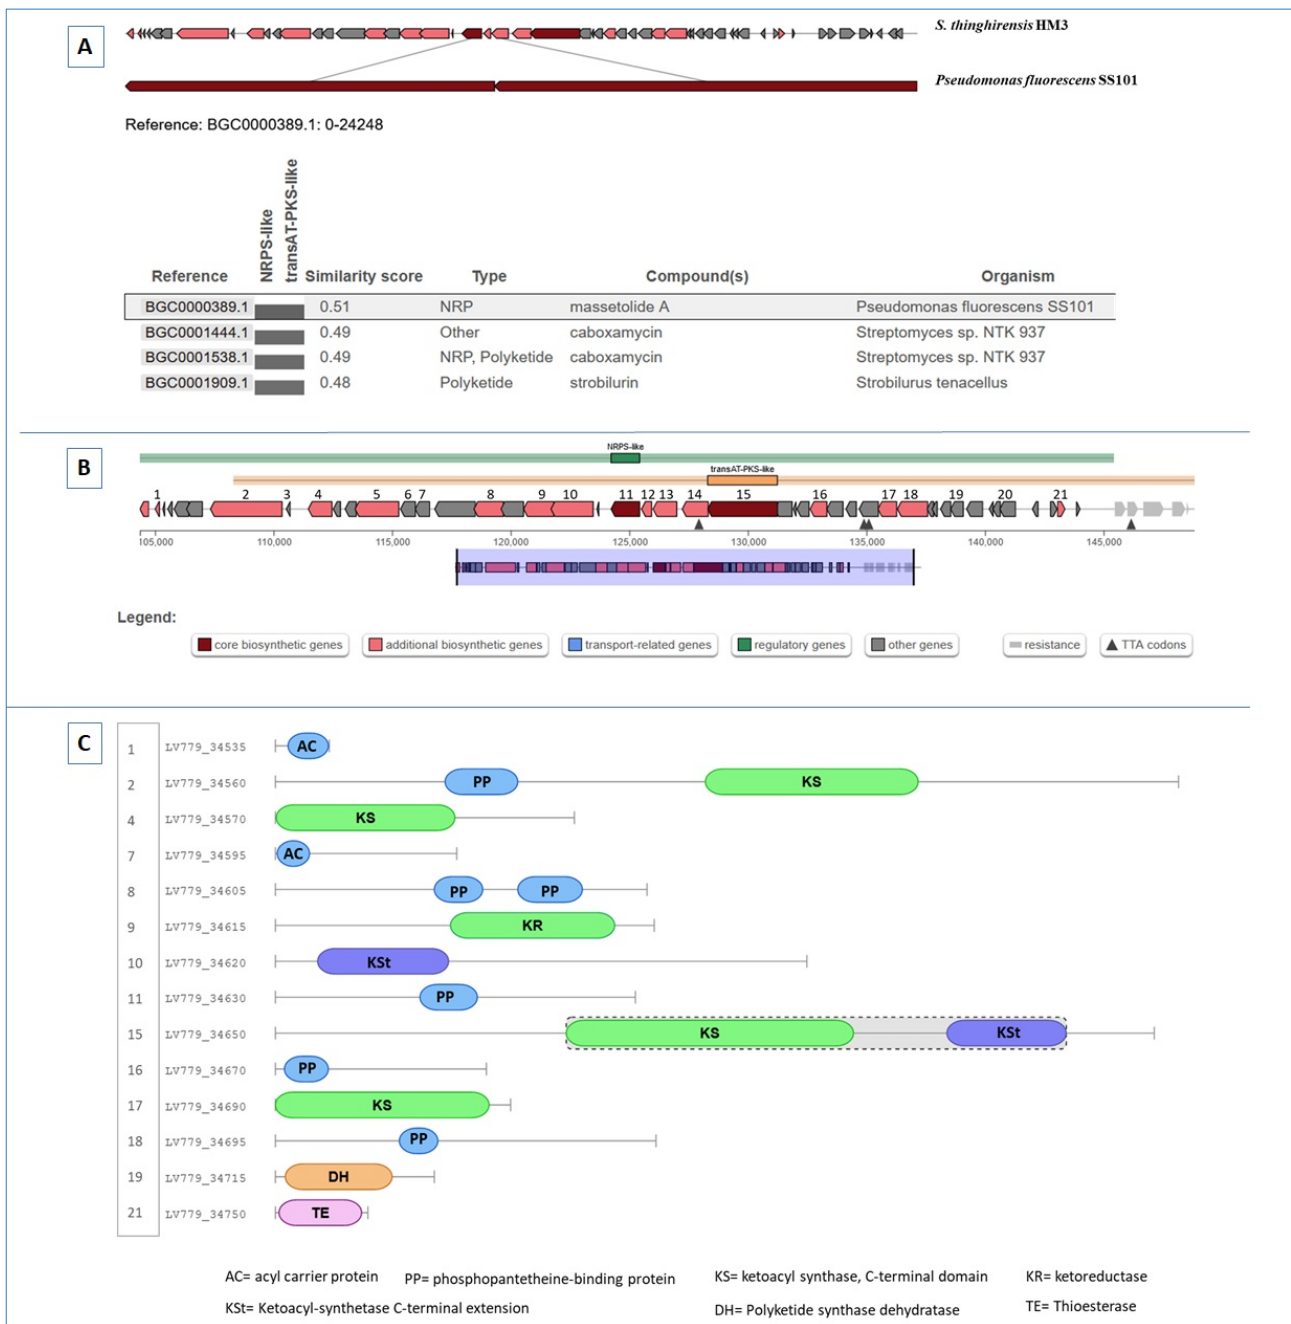 A
S. thinghirensis HM3
Pseudomonas fluorescens SS101
Reference: BGC0000389.1: 0-24248
NRPS-like
transAT-PKS-like
Reference Similarity score Type Compound(s) Organism
BGC0000389.1 0.51 NRP massetolide A Pseudomonas fluorescens SS101
BGC0001444.1 0.49 Other caboxamycin Streptomyces sp. NTK 937
BGC0001538.1 0.49 NRP, Polyketide caboxamycin Streptomyces sp. NTK 937
BGC0001909.1 0.48 Polyketide strobilurin Strobilurus tenacellus
B
NRPS-like
transAT-PKS-like
1 2 3 4 5 6 7 8 9 10 11 12 13 14 15 16 17 18 19 20 21
105,000 110,000 115,000 120,000 125,000 130,000 135,000 140,000 145,000
Legend:
core biosynthetic genes additional biosynthetic genes transport-related genes regulatory genes other genes resistance TTA codons
C
1 LV779_34535 AC
2 LV779_34560 PP KS
4 LV779_34570 KS
7 LV779_34595 AC
8 LV779_34605 PP PP
9 LV779_34615 KR
10 LV779_34620 KSt
11 LV779_34630 PP
15 LV779_34650 KS KSt
16 LV779_34670 PP
17 LV779_34690 KS
18 LV779_34695 PP
19 LV779_34715 DH
21 LV779_34750 TE
AC= acyl carrier protein PP= phosphopantetheine-binding protein KS= ketoacyl synthase, C-terminal domain KR= ketoreductase
KSt= Ketoacyl-synthetase C-terminal extension DH= Polyketide synthase dehydratase TE= Thioesterase